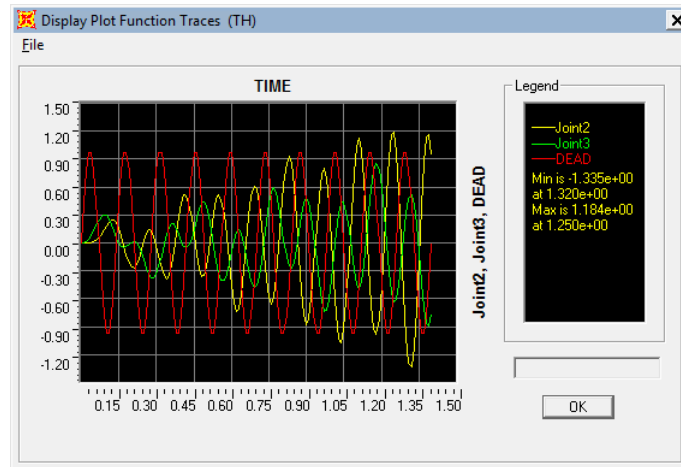 Display Plot Function Traces (TH)
File
TIME
1.50
1.20
0.90
0.60
0.30
0.00
-0.30
-0.60
-0.90
-1.20
0.15 0.30 0.45 0.60 0.75 0.90 1.05 1.20 1.35 1.50
Joint2, Joint3, DEAD
Legend
Joint2
Joint3
DEAD
Min is -1.335e+00
at 1.320e+00
Max is 1.184e+00
at 1.250e+00
OK